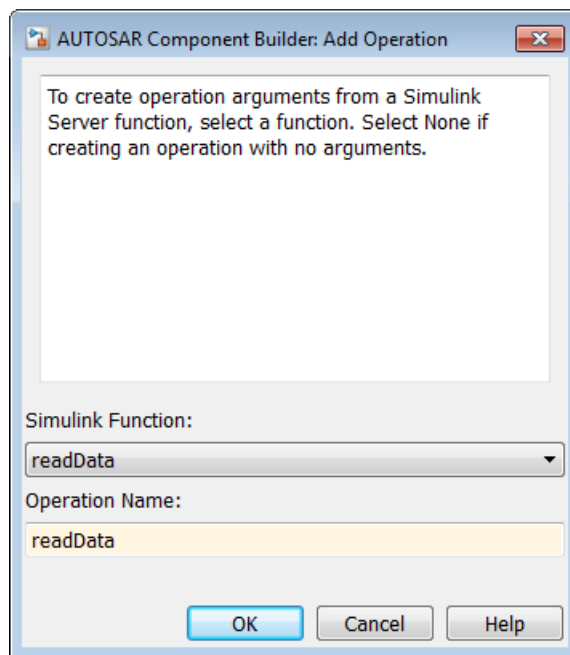 AUTOSAR Component Builder: Add Operation
To create operation arguments from a Simulink
Server function, select a function. Select None if
creating an operation with no arguments.
Simulink Function:
readData
Operation Name:
readData
OK Cancel Help